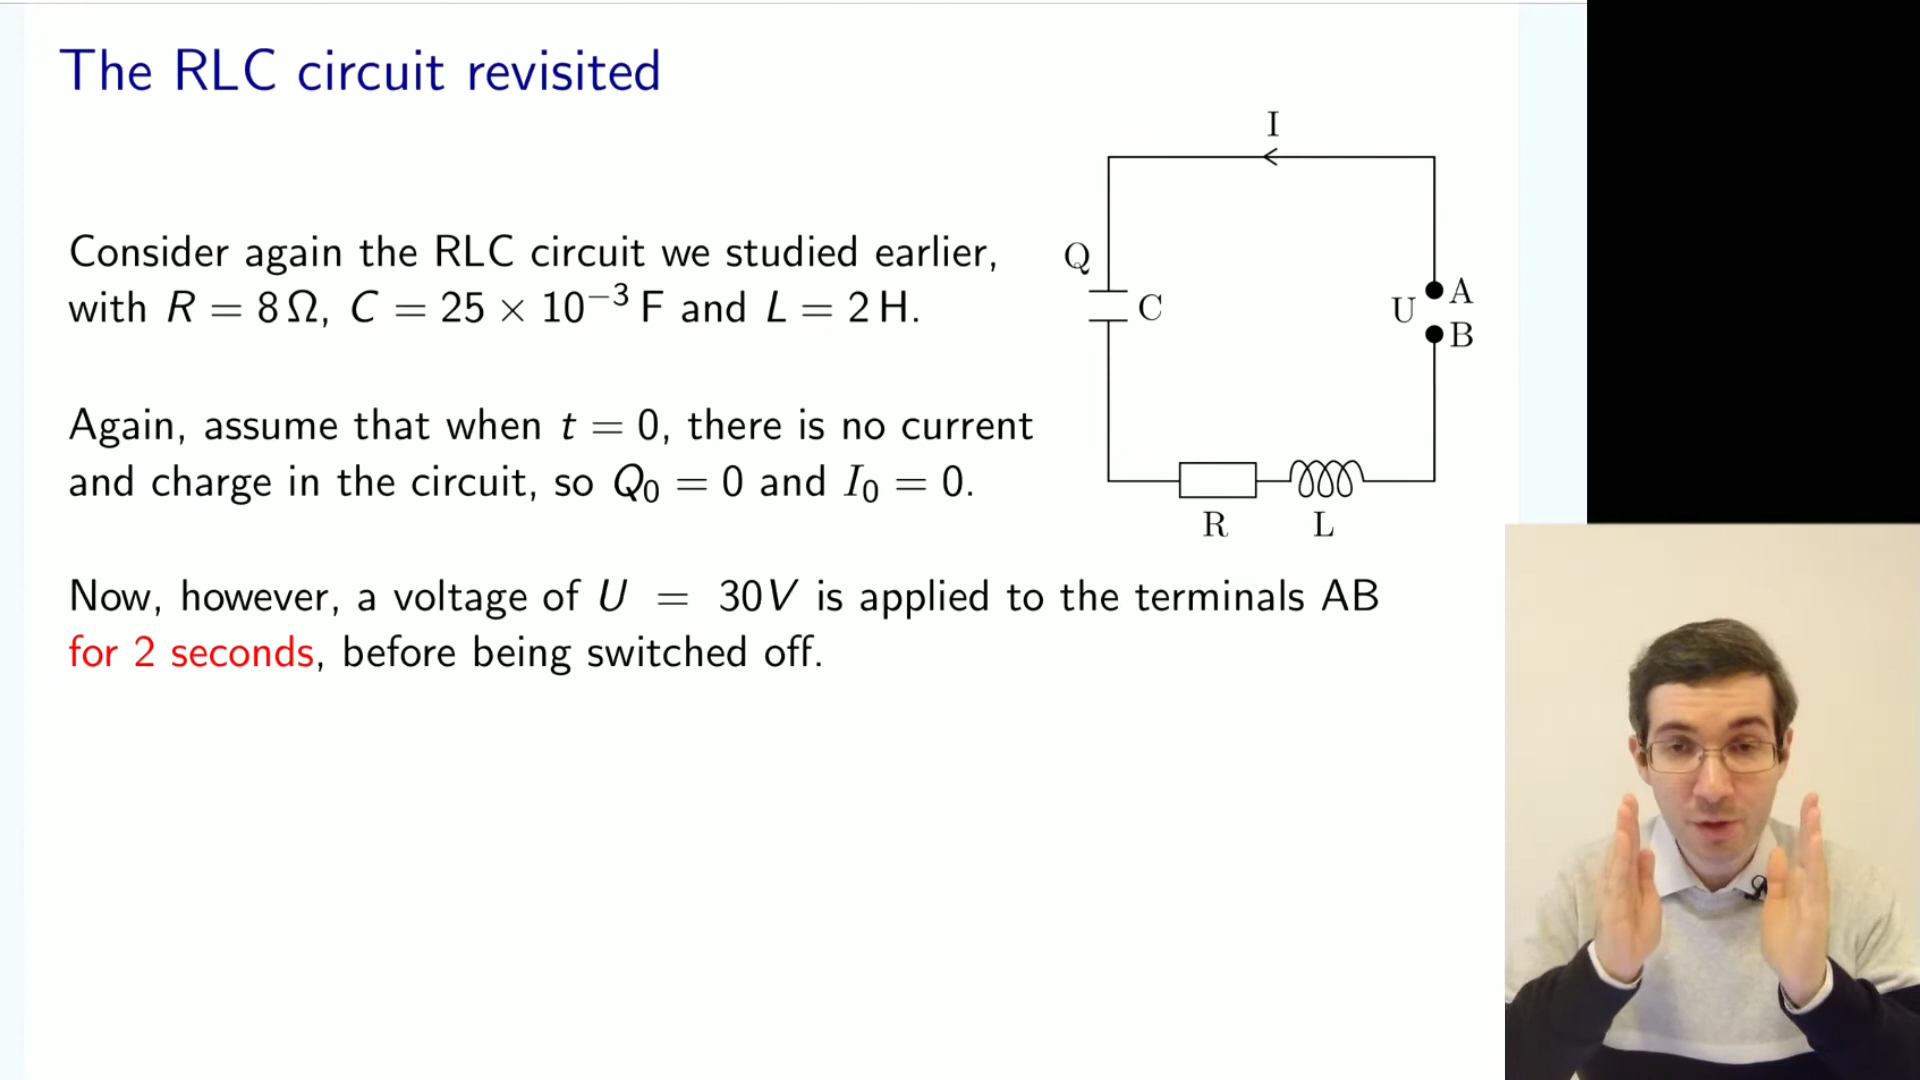 The RLC circuit revisited
I
Consider again the RLC circuit we studied earlier,
with R = 8 Ω, C = 25 × 10⁻³ F and L = 2 H.
Q
C
U
A
B
Again, assume that when t = 0, there is no current
and charge in the circuit, so Q₀ = 0 and I₀ = 0.
R
L
Now, however, a voltage of U = 30V is applied to the terminals AB
for 2 seconds, before being switched off.